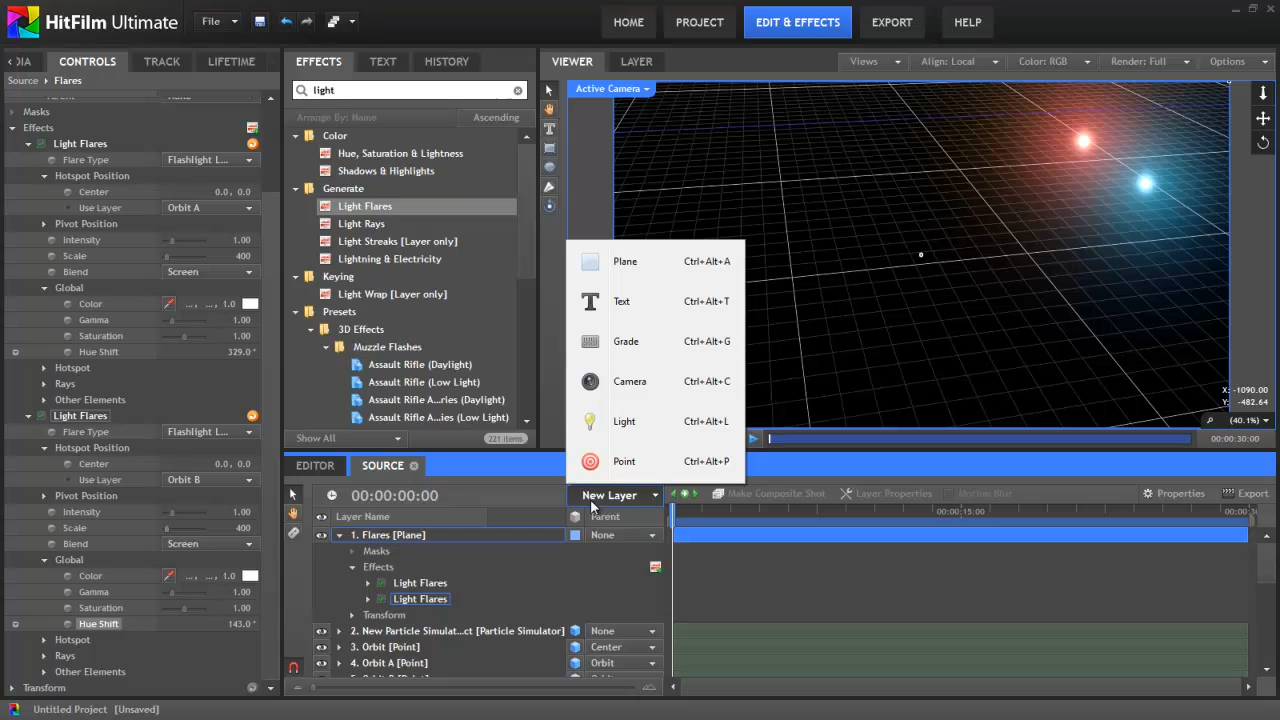 HitFilm Ultimate
File
HOME
PROJECT
EDIT & EFFECTS
EXPORT
HELP
DIA
CONTROLS
TRACK
LIFETIME
EFFECTS
TEXT
HISTORY
VIEWER
LAYER
Views
Align: Local
Color: RGB
Render: Full
Options
Source
Flares
None
Masks
Effects
Light Flares
Flare Type
Flashlight L...
Hotspot Position
Center
0.0, 0.0
Use Layer
Orbit A
Pivot Position
Intensity
1.00
Scale
400
Blend
Screen
Global
Color
..., ..., 1.0
Gamma
1.00
Saturation
1.00
Hue Shift
329.0°
Hotspot
Rays
Other Elements
Light Flares
Flare Type
Flashlight L...
Hotspot Position
Center
0.0, 0.0
Use Layer
Orbit B
Pivot Position
Intensity
1.00
Scale
400
Blend
Screen
Global
Color
..., ..., 1.0
Gamma
1.00
Saturation
1.00
Hue Shift
143.0°
Hotspot
Rays
Other Elements
Transform
light
Arrange By: Name
Ascending
Color
Hue, Saturation & Lightness
Shadows & Highlights
Generate
Light Flares
Light Rays
Light Streaks [Layer only]
Lightning & Electricity
Keying
Light Wrap [Layer only]
Presets
3D Effects
Muzzle Flashes
Assault Rifle (Daylight)
Assault Rifle (Low Light)
Assault Rifle A...ries (Daylight)
Assault Rifle A...ries (Low Light)
Show All
221 items
Active Camera
X: -1090.00
Y: -482.64
(40.1%)
00:00:30:00
Plane Ctrl+Alt+A
Text Ctrl+Alt+T
Grade Ctrl+Alt+G
Camera Ctrl+Alt+C
Light Ctrl+Alt+L
Point Ctrl+Alt+P
EDITOR
SOURCE
00:00:00:00
New Layer
Make Composite Shot
Layer Properties
Motion Blur
Properties
Export
Layer Name
Parent
00:00:15:00
1. Flares [Plane]
None
Masks
Effects
Light Flares
Light Flares
Transform
2. New Particle Simulat...ct [Particle Simulator]
None
3. Orbit [Point]
Center
4. Orbit A [Point]
Orbit
Untitled Project [Unsaved]